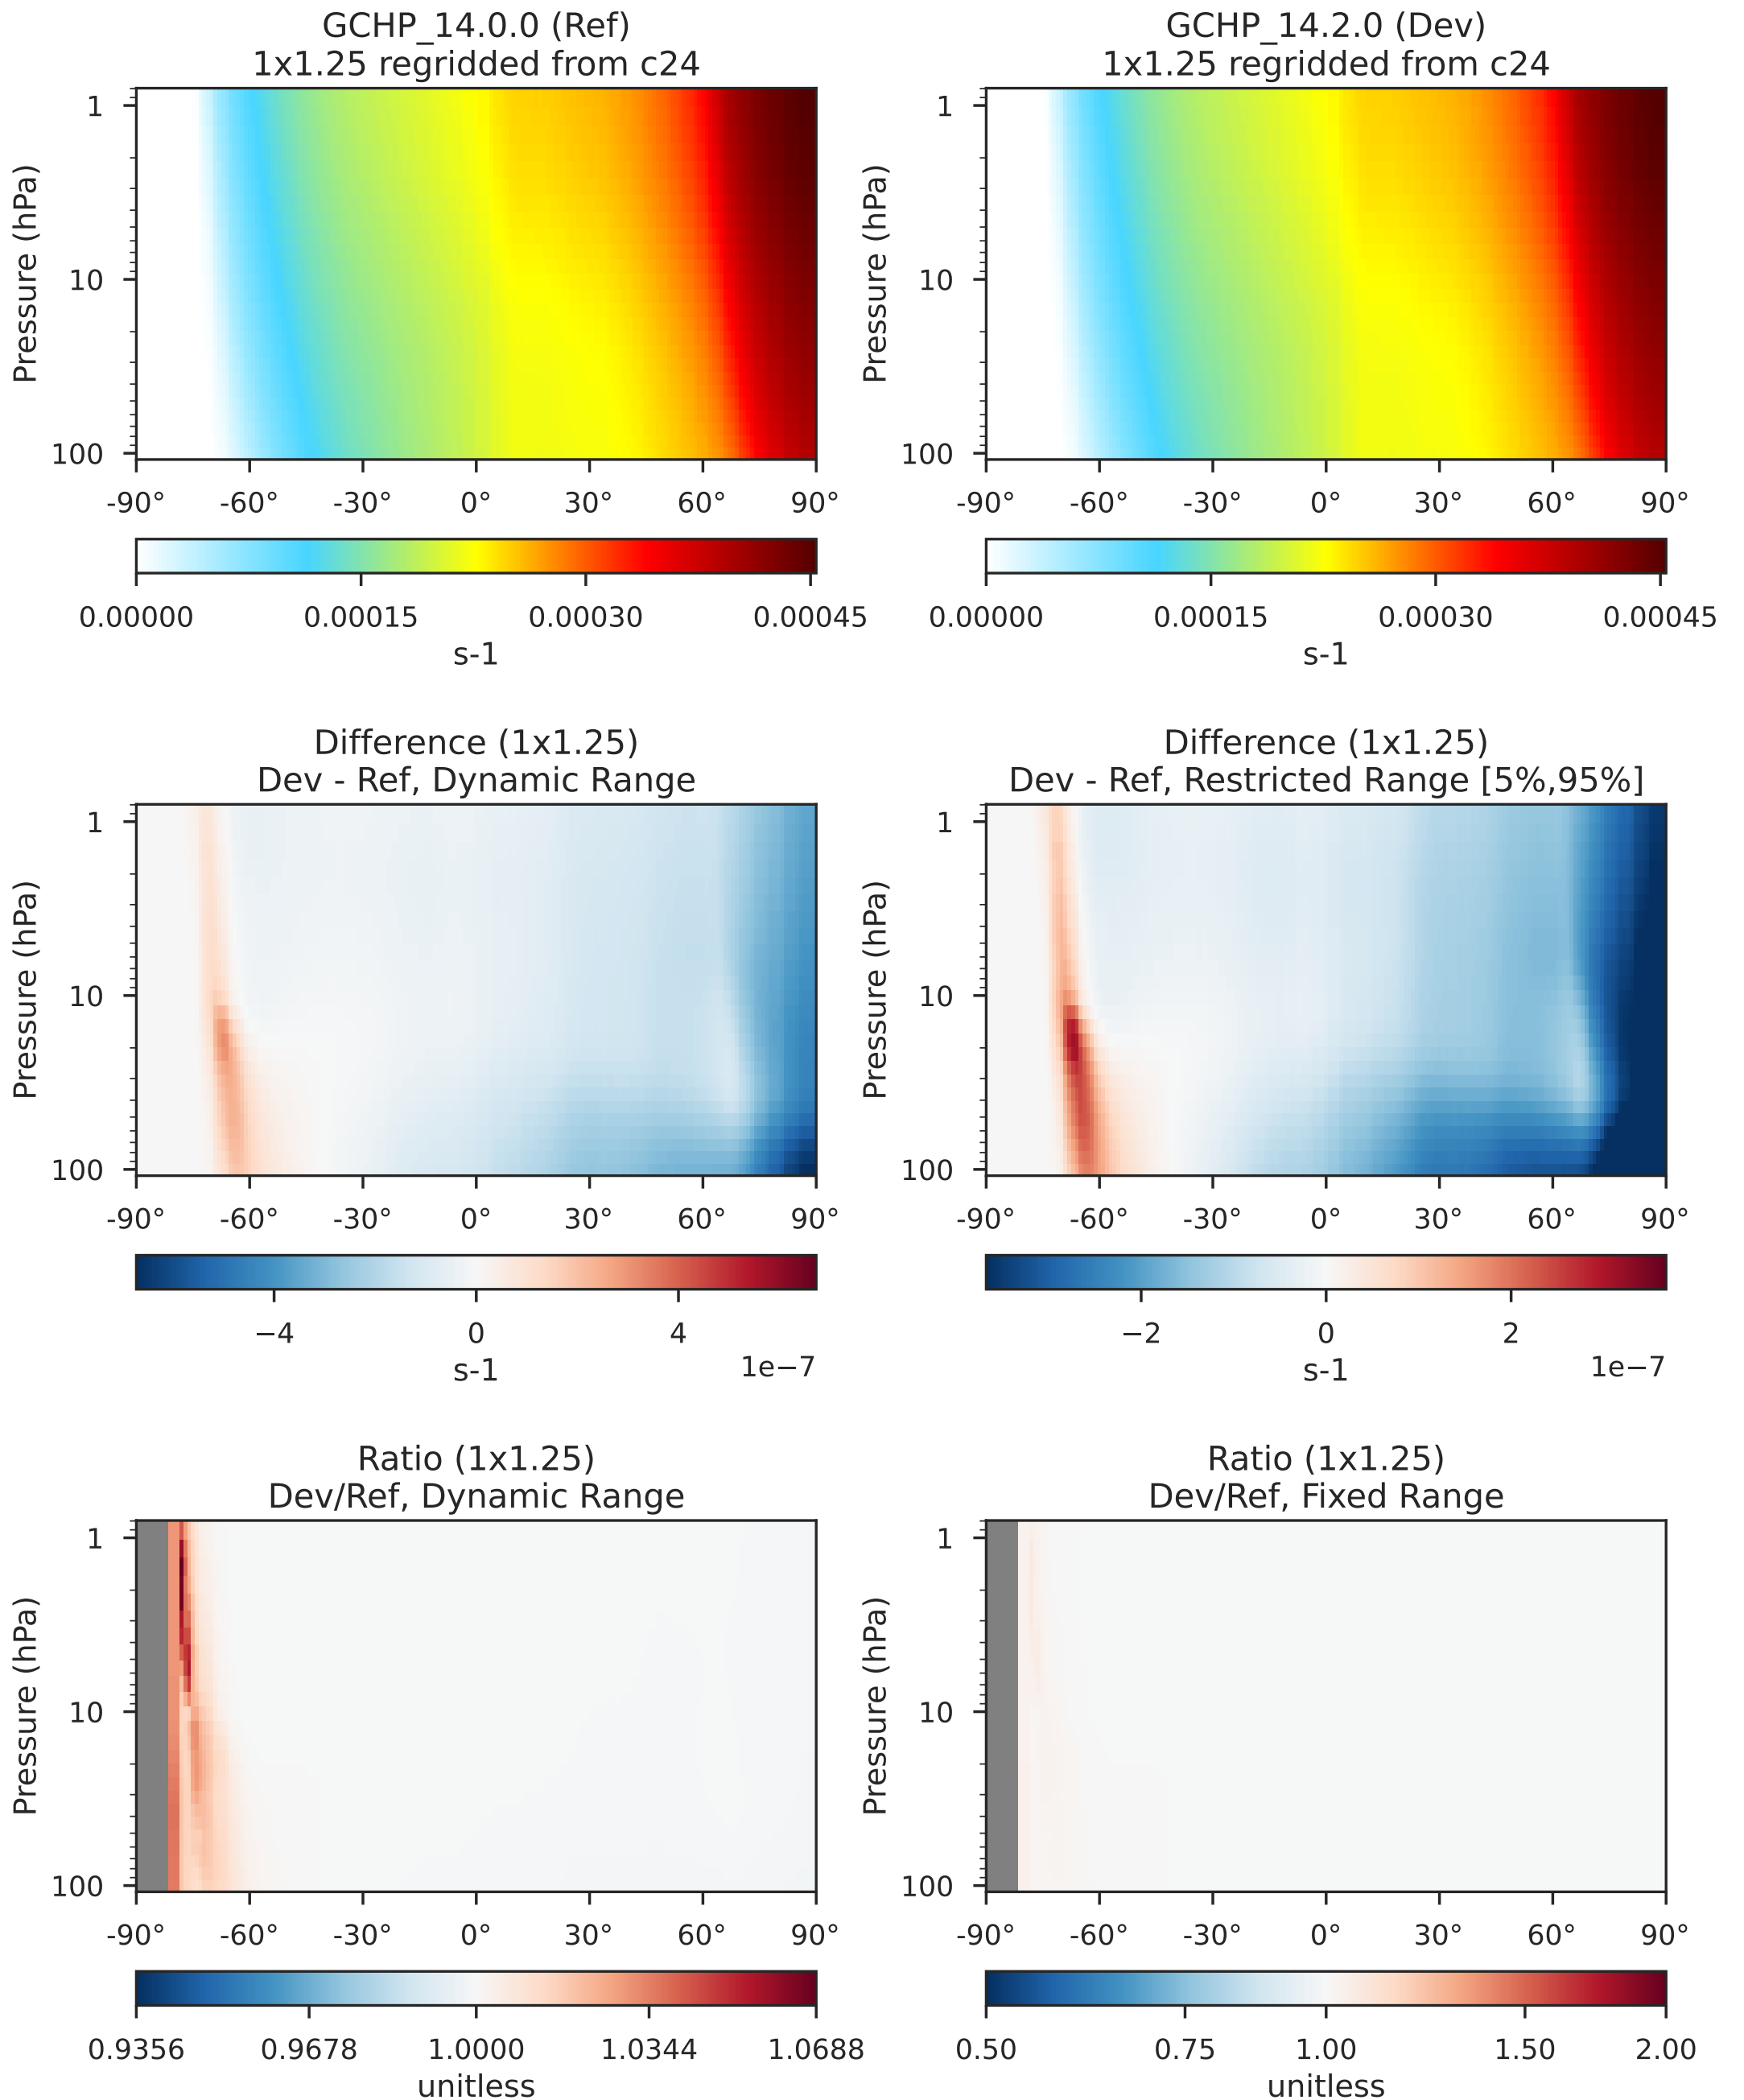 GCHP_14.0.0 (Ref)
1x1.25 regridded from c24
Pressure (hPa)
1
10
100
-90° -60° -30° 0° 30° 60° 90°
0.00000 0.00015 0.00030 0.00045
s-1
GCHP_14.2.0 (Dev)
1x1.25 regridded from c24
Pressure (hPa)
1
10
100
-90° -60° -30° 0° 30° 60° 90°
0.00000 0.00015 0.00030 0.00045
s-1
Difference (1x1.25)
Dev - Ref, Dynamic Range
Pressure (hPa)
1
10
100
-90° -60° -30° 0° 30° 60° 90°
−4 0 4
s-1 1e−7
Difference (1x1.25)
Dev - Ref, Restricted Range [5%,95%]
Pressure (hPa)
1
10
100
-90° -60° -30° 0° 30° 60° 90°
−2 0 2
s-1 1e−7
Ratio (1x1.25)
Dev/Ref, Dynamic Range
Pressure (hPa)
1
10
100
-90° -60° -30° 0° 30° 60° 90°
0.9356 0.9678 1.0000 1.0344 1.0688
unitless
Ratio (1x1.25)
Dev/Ref, Fixed Range
Pressure (hPa)
1
10
100
-90° -60° -30° 0° 30° 60° 90°
0.50 0.75 1.00 1.50 2.00
unitless